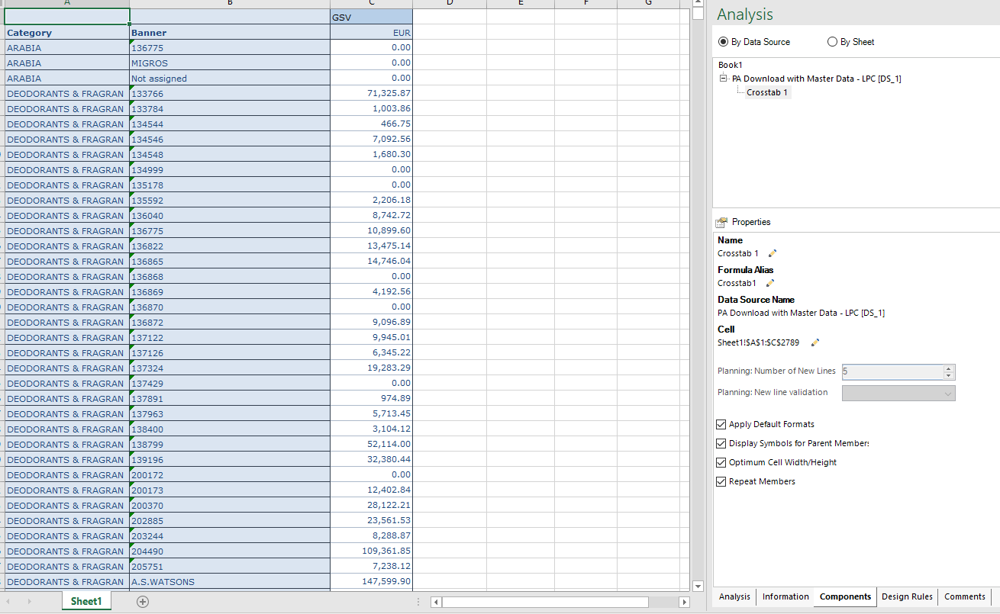 A B C D E F G
GSV
Category Banner EUR
ARABIA 136775 0.00
ARABIA MIGROS 0.00
ARABIA Not assigned 0.00
DEODORANTS & FRAGRAN 133766 71,325.87
DEODORANTS & FRAGRAN 133784 1,003.86
DEODORANTS & FRAGRAN 134544 466.75
DEODORANTS & FRAGRAN 134546 7,092.56
DEODORANTS & FRAGRAN 134548 1,680.30
DEODORANTS & FRAGRAN 134999 0.00
DEODORANTS & FRAGRAN 135178 0.00
DEODORANTS & FRAGRAN 135592 2,206.18
DEODORANTS & FRAGRAN 136040 8,742.72
DEODORANTS & FRAGRAN 136775 10,899.60
DEODORANTS & FRAGRAN 136822 13,475.14
DEODORANTS & FRAGRAN 136865 14,746.04
DEODORANTS & FRAGRAN 136868 0.00
DEODORANTS & FRAGRAN 136869 4,192.56
DEODORANTS & FRAGRAN 136870 0.00
DEODORANTS & FRAGRAN 136872 9,096.89
DEODORANTS & FRAGRAN 137122 9,945.01
DEODORANTS & FRAGRAN 137126 6,345.22
DEODORANTS & FRAGRAN 137324 19,283.29
DEODORANTS & FRAGRAN 137429 0.00
DEODORANTS & FRAGRAN 137891 974.89
DEODORANTS & FRAGRAN 137963 5,713.45
DEODORANTS & FRAGRAN 138400 3,104.12
DEODORANTS & FRAGRAN 138799 52,114.00
DEODORANTS & FRAGRAN 139196 32,380.44
DEODORANTS & FRAGRAN 200172 0.00
DEODORANTS & FRAGRAN 200173 12,402.84
DEODORANTS & FRAGRAN 200370 28,122.21
DEODORANTS & FRAGRAN 202885 23,561.53
DEODORANTS & FRAGRAN 203244 8,288.87
DEODORANTS & FRAGRAN 204490 109,361.85
DEODORANTS & FRAGRAN 205751 7,238.12
DEODORANTS & FRAGRAN A.S.WATSONS 147,599.90
Sheet1
Analysis
By Data Source By Sheet
Book1
PA Download with Master Data - LPC [DS_1]
Crosstab 1
Properties
Name
Crosstab 1
Formula Alias
Crosstab1
Data Source Name
PA Download with Master Data - LPC [DS_1]
Cell
Sheet1!$A$1:$C$2789
Planning: Number of New Lines 5
Planning: New line validation
Apply Default Formats
Display Symbols for Parent Members
Optimum Cell Width/Height
Repeat Members
Analysis Information Components Design Rules Comments